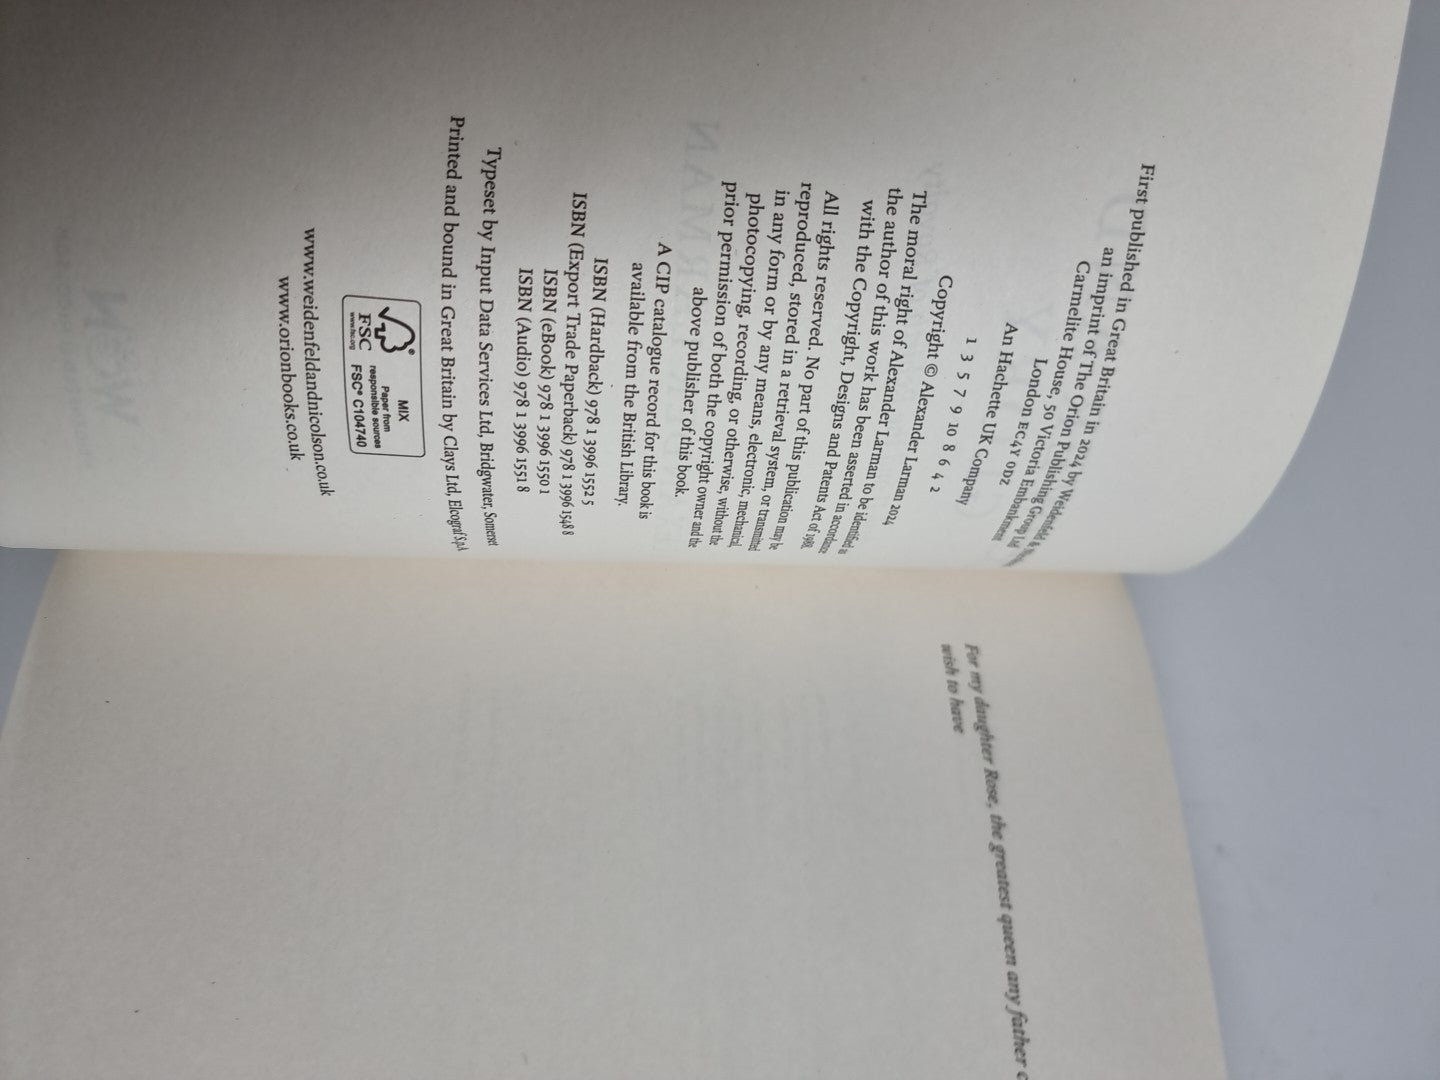 First published in Great Britain in 2024 by Weidenfeld &
an imprint of The Orion Publishing Group Ltd
Carmelite House, 50 Victoria Embankment
London EC4Y 0DZ
An Hachette UK Company
1 3 5 7 9 10 8 6 4 2
Copyright © Alexander Larman 2024
The moral right of Alexander Larman to be identified as
the author of this work has been asserted in accordance
with the Copyright, Designs and Patents Act of 1988.
All rights reserved. No part of this publication may be
reproduced, stored in a retrieval system, or transmitted
in any form or by any means, electronic, mechanical,
photocopying, recording, or otherwise, without the
prior permission of both the copyright owner and the
above publisher of this book.
A CIP catalogue record for this book is
available from the British Library.
ISBN (Hardback) 978 1 3996 1552 5
ISBN (Export Trade Paperback) 978 1 3996 1548 8
ISBN (eBook) 978 1 3996 1550 1
ISBN (Audio) 978 1 3996 1551 8
Typeset by Input Data Services Ltd, Bridgwater, Somerset
Printed and bound in Great Britain by Clays Ltd, Elcograf S.p.A
MIX
Paper from
responsible sources
FSC
www.fsc.org
FSC® C104740
www.weidenfeldandnicolson.co.uk
www.orionbooks.co.uk
For my daughter Rose, the greatest queen any father
wish to have